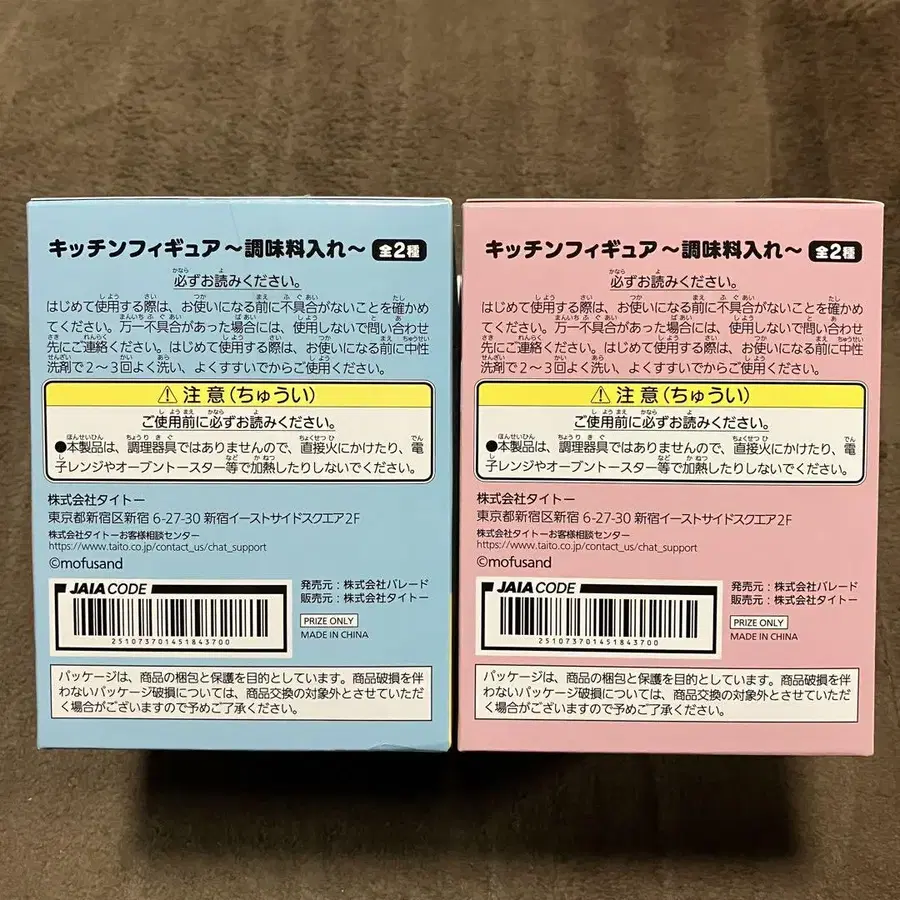 キッチンフィギュア～調味料入れ～ 全2種
必ずお読みください。
はじめて使用する際は、お使いになる前に不具合がないことを確かめ
てください。万一不具合があった場合には、使用しないで問い合わせ
先にご連絡ください。はじめて使用する際は、お使いになる前に中性
洗剤で2～3回よく洗い、よくすすいでからご使用ください。
⚠注意(ちゅうい)
ご使用前に必ずお読みください。
●本製品は、調理器具ではありませんので、直接火にかけたり、電
子レンジやオーブントースター等で加熱したりしないでください。
株式会社タイトー
東京都新宿区新宿 6-27-30 新宿イーストサイドスクエア2F
株式会社タイトーお客様相談センター
https://www.taito.co.jp/contact_us/chat_support
©mofusand
JAIA CODE
251073701451843700
発売元：株式会社パレード
販売元：株式会社タイトー
PRIZE ONLY
MADE IN CHINA
パッケージは、商品の梱包と保護を目的としています。商品破損を伴
わないパッケージ破損については、商品交換の対象外とさせていただ
く場合がございますので予めご了承ください。
キッチンフィギュア～調味料入れ～ 全2種
必ずお読みください。
はじめて使用する際は、お使いになる前に不具合がないことを確かめ
てください。万一不具合があった場合には、使用しないで問い合わせ
先にご連絡ください。はじめて使用する際は、お使いになる前に中性
洗剤で2～3回よく洗い、よくすすいでからご使用ください。
⚠注意(ちゅうい)
ご使用前に必ずお読みください。
●本製品は、調理器具ではありませんので、直接火にかけたり、電
子レンジやオーブントースター等で加熱したりしないでください。
株式会社タイトー
東京都新宿区新宿 6-27-30 新宿イーストサイドスクエア2F
株式会社タイトーお客様相談センター
https://www.taito.co.jp/contact_us/chat_support
©mofusand
JAIA CODE
251073701451843700
発売元：株式会社パレード
販売元：株式会社タイトー
PRIZE ONLY
MADE IN CHINA
パッケージは、商品の梱包と保護を目的としています。商品破損を伴
わないパッケージ破損については、商品交換の対象外とさせていただ
く場合がございますので予めご了承ください。